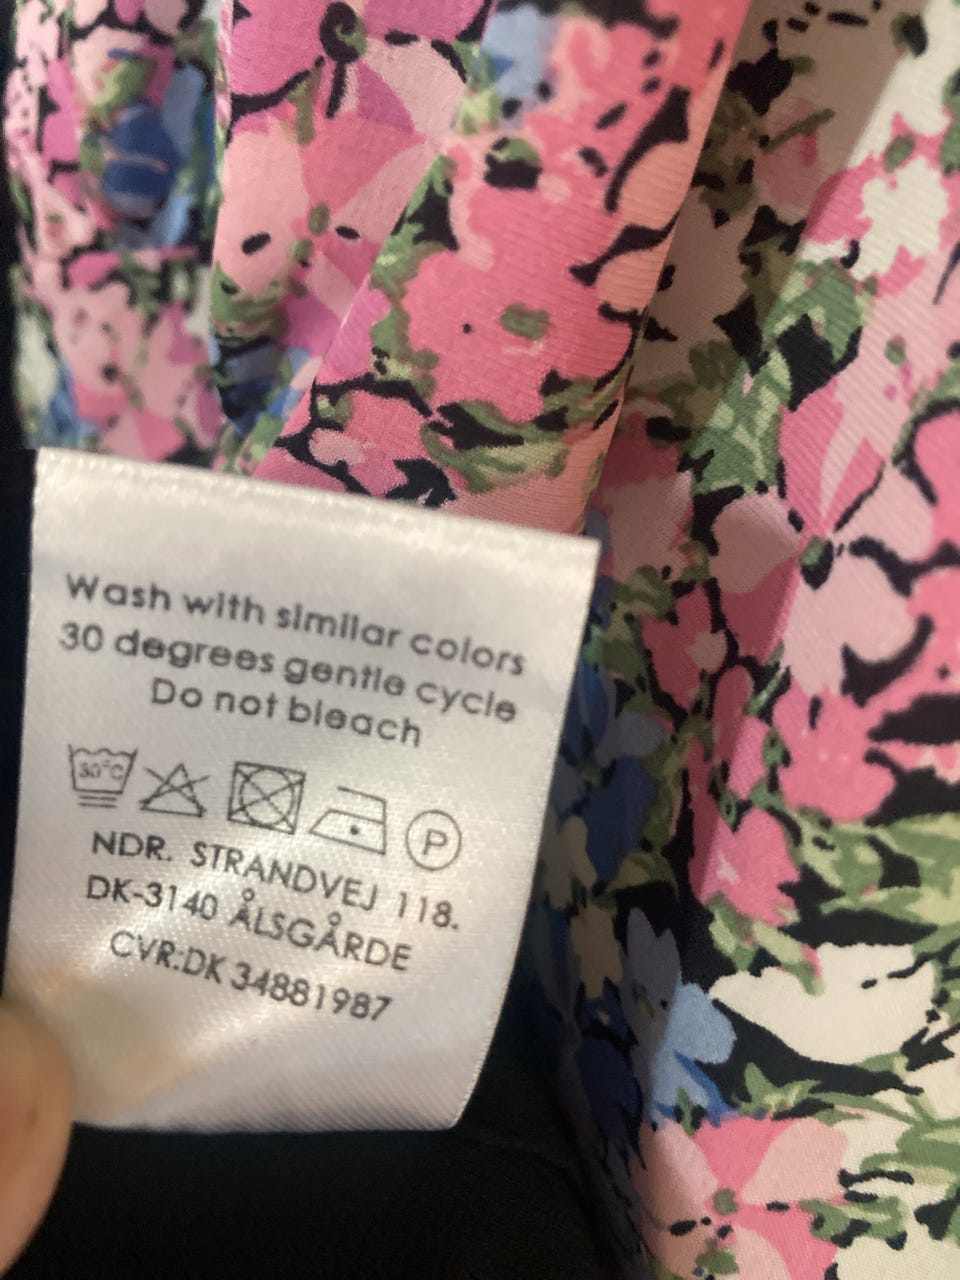 Wash with similar colors
30 degrees gentle cycle
Do not bleach
30°C P
NDR. STRANDVEJ 118.
DK-3140 ÅLSGÅRDE
CVR:DK 34881987